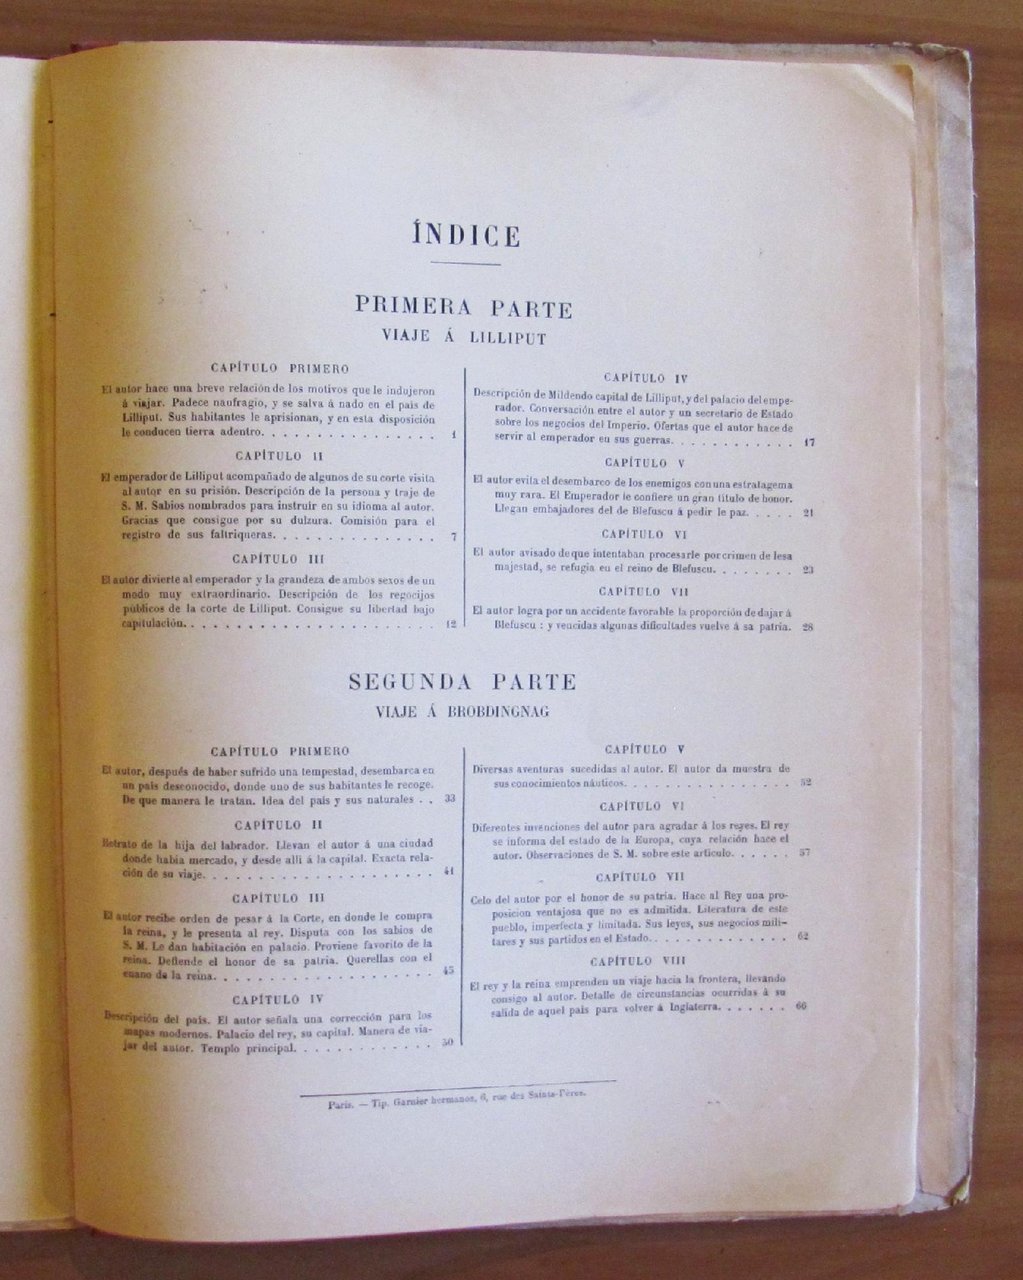 ÍNDICE
PRIMERA PARTE
VIAJE Á LILLIPUT
CAPÍTULO PRIMERO
El autor hace una breve relación de los motivos que le indujeron
á viajar. Padece naufragio, y se salva á nado en el país de
Lilliput. Sus habitantes le aprisionan, y en esta disposición
le conducen tierra adentro. . . . . . . . . . . . . . . . 1
CAPÍTULO II
El emperador de Lilliput acompañado de algunos de su corte visita
al autor en su prisión. Descripción de la persona y traje de
S. M. Sabios nombrados para instruir en su idioma al autor.
Gracias que consigue por su dulzura. Comisión para el
registro de sus faltriqueras. . . . . . . . . . . . . . . 7
CAPÍTULO III
El autor divierte al emperador y la grandeza de ambos sexos de un
modo muy extraordinario. Descripción de los regocijos
públicos de la corte de Lilliput. Consigue su libertad bajo
capitulación. . . . . . . . . . . . . . . . . . . . . . . 12
CAPÍTULO IV
Descripción de Mildendo capital de Lilliput, y del palacio del empe-
rador. Conversación entre el autor y un secretario de Estado
sobre los negocios del Imperio. Ofertas que el autor hace de
servir al emperador en sus guerras. . . . . . . . . . . . 17
CAPÍTULO V
El autor evita el desembarco de los enemigos con una estratagema
muy rara. El Emperador le confiere un gran título de honor.
Llegan embajadores del de Blefuscu á pedir le paz. . . . . 21
CAPÍTULO VI
El autor avisado de que intentaban procesarle por crimen de lesa
majestad, se refugia eu el reino de Blefuscu. . . . . . . . 23
CAPÍTULO VII
El autor logra por un accidente favorable la proporción de dajar á
Blefuscu : y vencidas algunas dificultades vuelve á sa patria. 28
SEGUNDA PARTE
VIAJE Á BROBDINGNAG
CAPÍTULO PRIMERO
El autor, después de haber sufrido una tempestad, desembarca en
un país desconocido, donde uno de sus habitantes le recoge.
De que manera le tratan. Idea del país y sus naturales . . 33
CAPÍTULO II
Retrato de la hija del labrador. Llevan el autor á una ciudad
donde había mercado, y desde allí á la capital. Exacta rela-
ción de su viaje. . . . . . . . . . . . . . . . . . . . . 41
CAPÍTULO III
El autor recibe orden de pesar á la Corte, en donde le compra
la reina, y le presenta al rey. Disputa con los sabios de
S. M. Le dan habitación en palacio. Proviene favorito de la
reina. Defiende el honor de sa patria. Querellas con el
enano de la reina. . . . . . . . . . . . . . . . . . . . 45
CAPÍTULO IV
Descripción del país. El autor señala una corrección para los
mapas modernos. Palacio del rey, su capital. Manera de via-
jar del autor. Templo principal. . . . . . . . . . . . . 50
CAPÍTULO V
Diversas aventuras sucedidas al autor. El autor da muestra de
sus conocimientos náuticos. . . . . . . . . . . . . . . . 52
CAPÍTULO VI
Diferentes invenciones del autor para agradar á los reyes. El rey
se informa del estado de la Europa, cuya relación hace el
autor. Observaciones de S. M. sobre este artículo. . . . . . 57
CAPÍTULO VII
Celo del autor por el honor de su patria. Hace al Rey una pro-
posicion ventajosa que no es admitida. Literatura de este
pueblo, imperfecta y limitada. Sus leyes, sus negocios mili-
tares y sus partidos en el Estado. . . . . . . . . . . . . 62
CAPÍTULO VIII
El rey y la reina emprenden un viaje hacia la frontera, llevando
consigo al autor. Detalle de circunstancias ocurridas á su
salida de aquel país para volver á Inglaterra. . . . . . . 66
París. — Tip. Garnier hermanos, 6, rue des Saints-Pères.